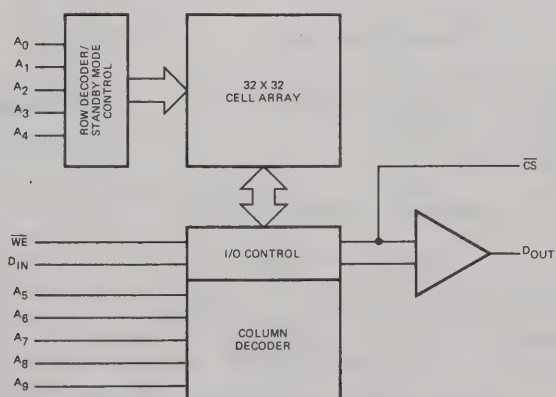 A0
A1
A2
A3
A4
ROW DECODER/
STANDBY MODE
CONTROL
32 X 32
CELL ARRAY
CS
WE
DIN
I/O CONTROL
DOUT
A5
A6
A7
A8
A9
COLUMN
DECODER